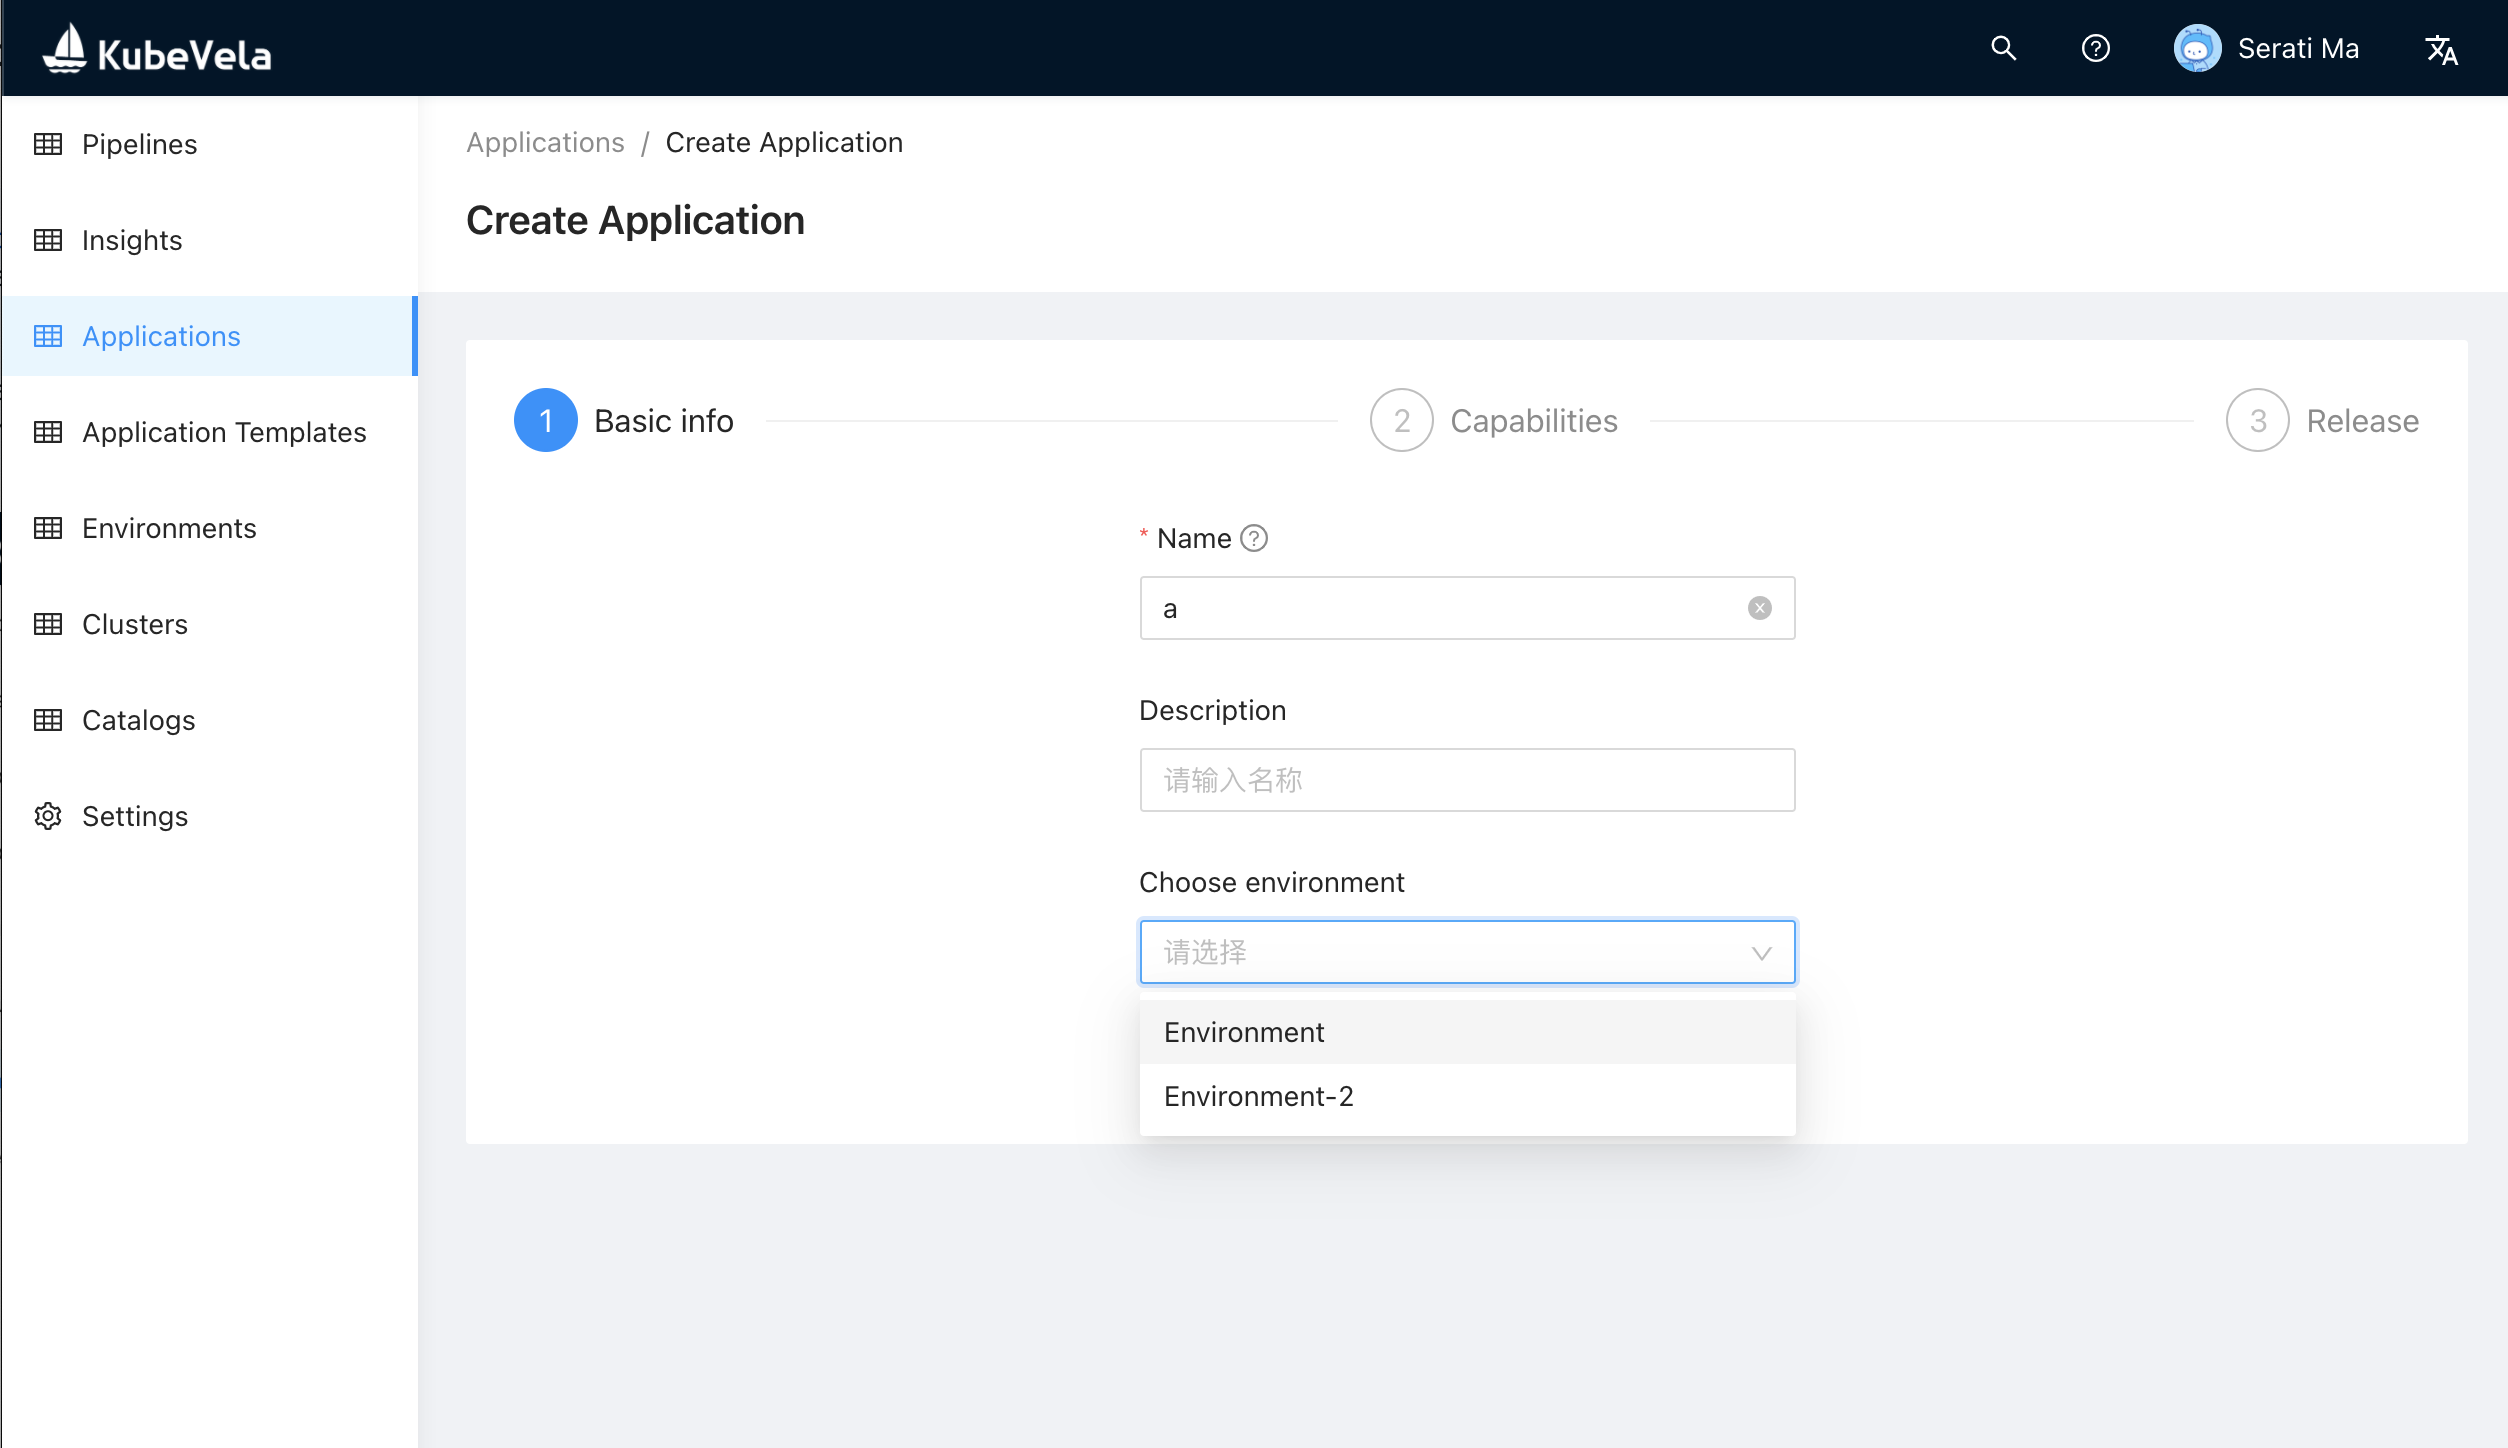 KubeVela
Serati Ma
Pipelines
Insights
Applications
Application Templates
Environments
Clusters
Catalogs
Settings
Applications / Create Application
Create Application
1 Basic info
2 Capabilities
3 Release
* Name
a
Description
请输入名称
Choose environment
请选择
Environment
Environment-2